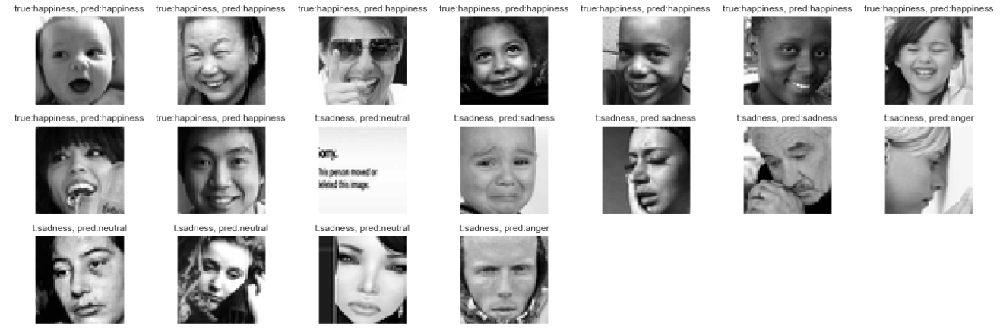 true:happiness, pred:happiness
true:happiness, pred:happiness
true:happiness, pred:happiness
true:happiness, pred:happiness
true:happiness, pred:happiness
true:happiness, pred:happiness
true:happiness, pred:happiness
true:happiness, pred:happiness
true:happiness, pred:happiness
t:sadness, pred:neutral
orry.
his person moved or
eleted this image.
t:sadness, pred:sadness
t:sadness, pred:sadness
t:sadness, pred:sadness
t:sadness, pred:anger
t:sadness, pred:neutral
t:sadness, pred:neutral
t:sadness, pred:neutral
t:sadness, pred:anger